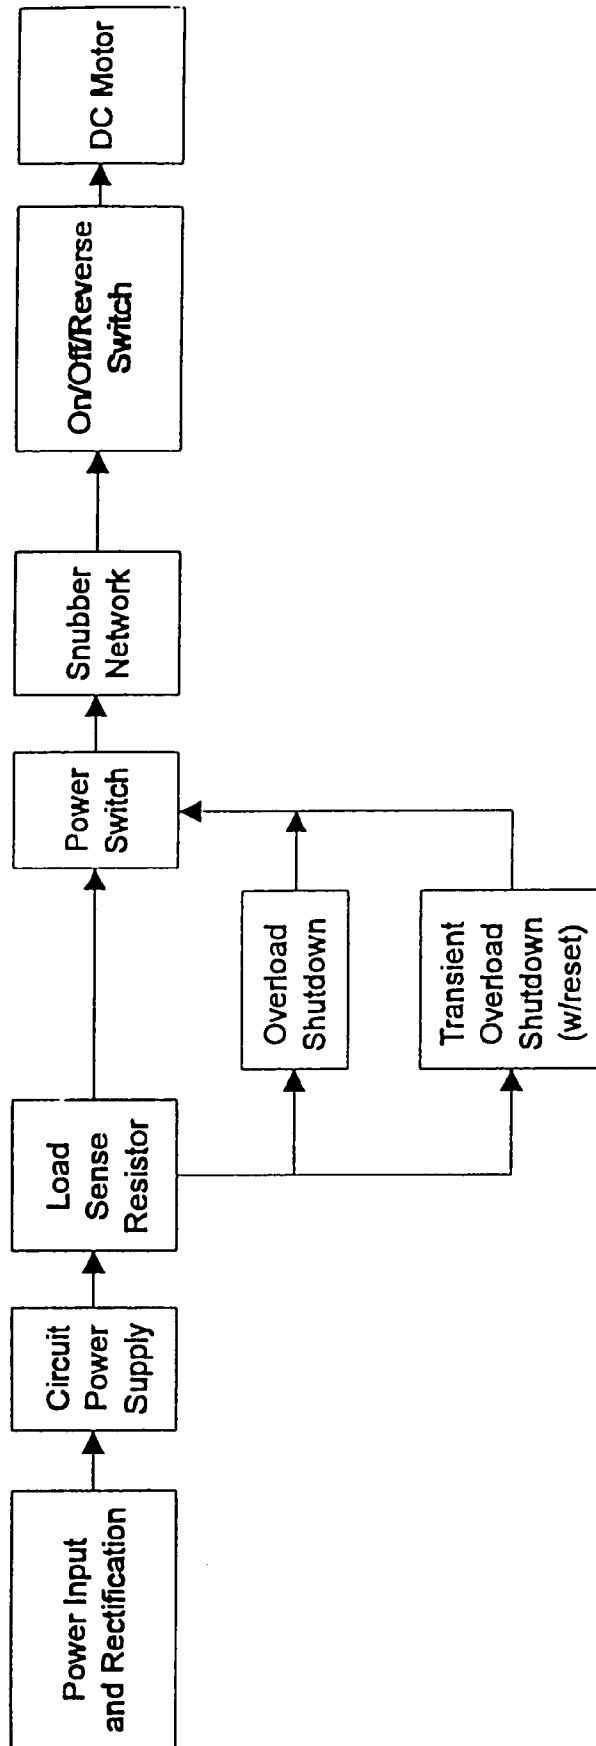 Power Input
and Rectification
Circuit
Power
Supply
Load
Sense
Resistor
Power
Switch
Snubber
Network
On/Off/Reverse
Switch
DC Motor
Overload
Shutdown
Transient
Overload
Shutdown
(w/reset)